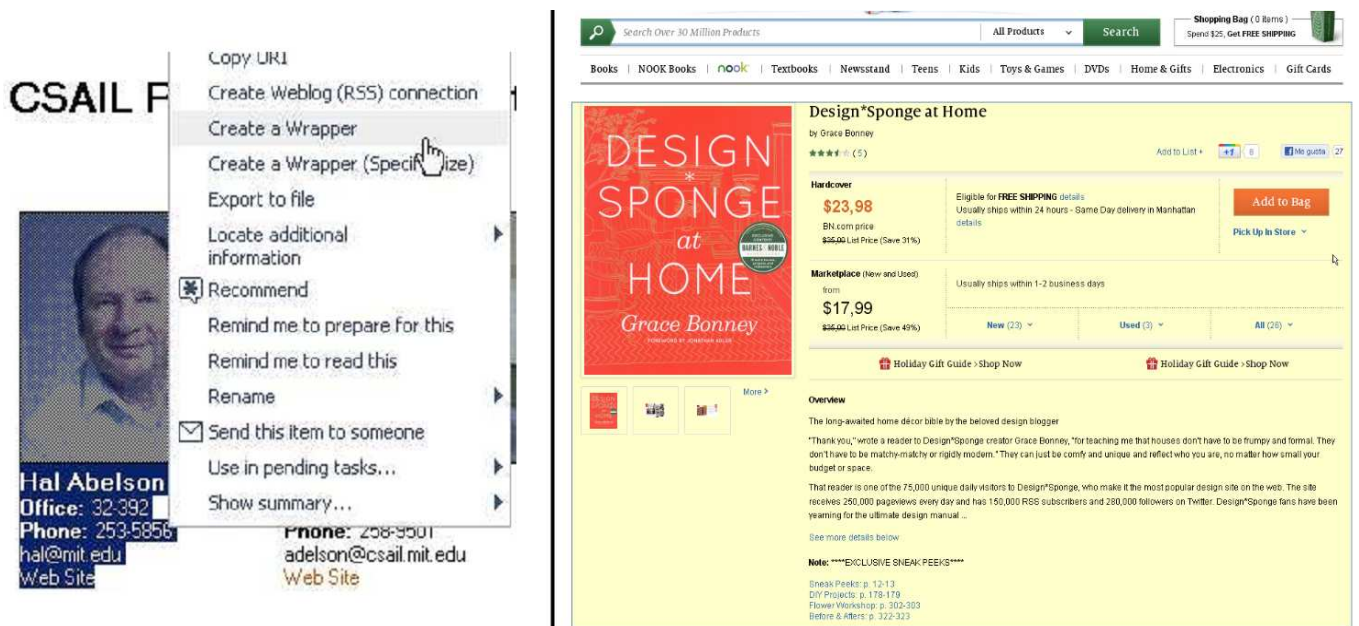 CSAIL F
Copy URI
Create Weblog (RSS) connection
Create a Wrapper
Create a Wrapper (Specif ize)
Export to file
Locate additional
information
Recommend
Remind me to prepare for this
Remind me to read this
Rename
Send this item to someone
Use in pending tasks...
Show summary...
Hal Abelson
Office: 32-392
Phone: 253-5856
hal@mit.edu
Web Site
Phone: 258-9501
adelson@csail.mit.edu
Web Site
Search Over 30 Million Products
All Products
Search
Shopping Bag ( 0 items )
Spend $25, Get FREE SHIPPING
Books | NOOK Books | nook | Textbooks | Newsstand | Teens | Kids | Toys & Games | DVDs | Home & Gifts | Electronics | Gift Cards
DESIGN
*
SPONGE
at
HOME
Grace Bonney
FOREWORD BY JONATHAN ADLER
BARNES & NOBLE
More >
Design*Sponge at Home
by Grace Bonney
(5)
Add to List +
+1 8
Me gusta 27
Hardcover
$23,98
BN.com price
$35,00 List Price (Save 31%)
Eligible for FREE SHIPPING details
Usually ships within 24 hours - Same Day delivery in Manhattan
details
Add to Bag
Pick Up In Store
Marketplace (New and Used)
from
$17,99
$35,00 List Price (Save 49%)
Usually ships within 1-2 business days
New (23) Used (3) All (26)
Holiday Gift Guide >Shop Now Holiday Gift Guide >Shop Now
Overview
The long-awaited home décor bible by the beloved design blogger
"Thank you," wrote a reader to Design*Sponge creator Grace Bonney, "for teaching me that houses don't have to be frumpy and formal. They
don't have to be matchy-matchy or rigidly modern." They can just be comfy and unique and reflect who you are, no matter how small your
budget or space.
That reader is one of the 75,000 unique daily visitors to Design*Sponge, who make it the most popular design site on the web. The site
receives 250,000 pageviews every day and has 150,000 RSS subscribers and 280,000 followers on Twitter. Design*Sponge fans have been
yearning for the ultimate design manual ...
See more details below
Note: ****EXCLUSIVE SNEAK PEEKS****
Sneak Peeks: p. 12-13
DIY Projects: p. 178-179
Flower Workshop: p. 302-303
Before & Afters: p. 322-323